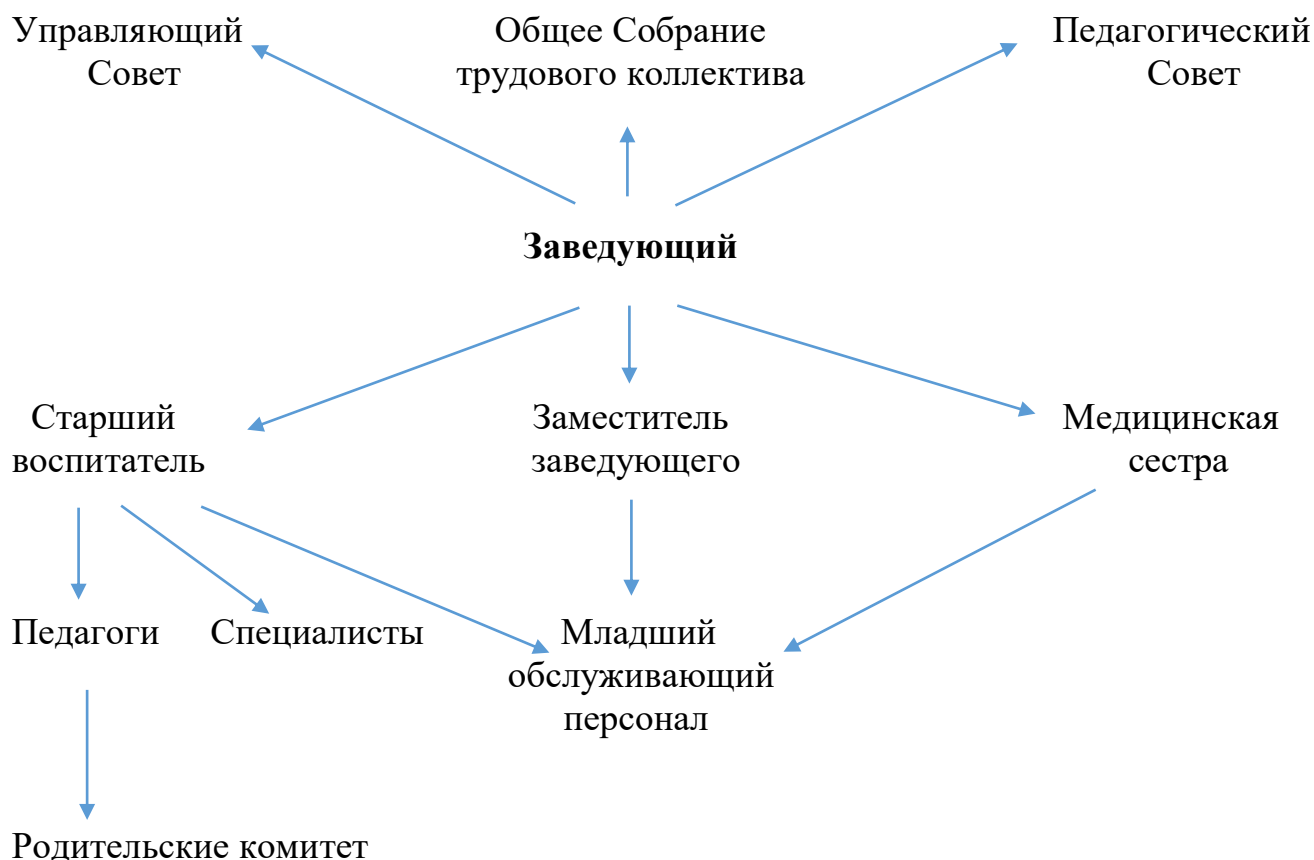 Управляющий
Совет
Общее Собрание
трудового коллектива
Педагогический
Совет
Заведующий
Старший
воспитатель
Заместитель
заведующего
Медицинская
сестра
Педагоги
Специалисты
Младший
обслуживающий
персонал
Родительские комитет